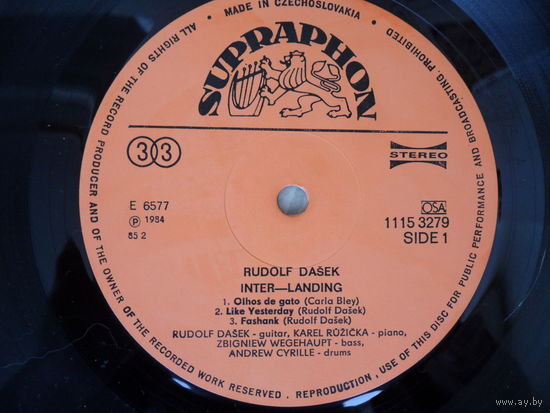 • MADE IN CZECHOSLOVAKIA •
ALL RIGHTS OF THE RECORD PRODUCER AND OF THE OWNER OF THE RECORDED WORK RESERVED • REPRODUCTION, USE OF THIS DISC FOR PUBLIC PERFORMANCE AND BROADCASTING PROHIBITED
SUPRAPHON
33
STEREO
E 6577
Ⓟ 1984
85 2
OSA
1115 3279
SIDE 1
RUDOLF DAŠEK
INTER—LANDING
1. Olhos de gato (Carla Bley)
2. Like Yesterday (Rudolf Dašek)
3. Fashank (Rudolf Dašek)
RUDOLF DAŠEK - guitar, KAREL RŮŽIČKA - piano,
ZBIGNIEW WEGEHAUPT - bass,
ANDREW CYRILLE - drums
www.ay.by